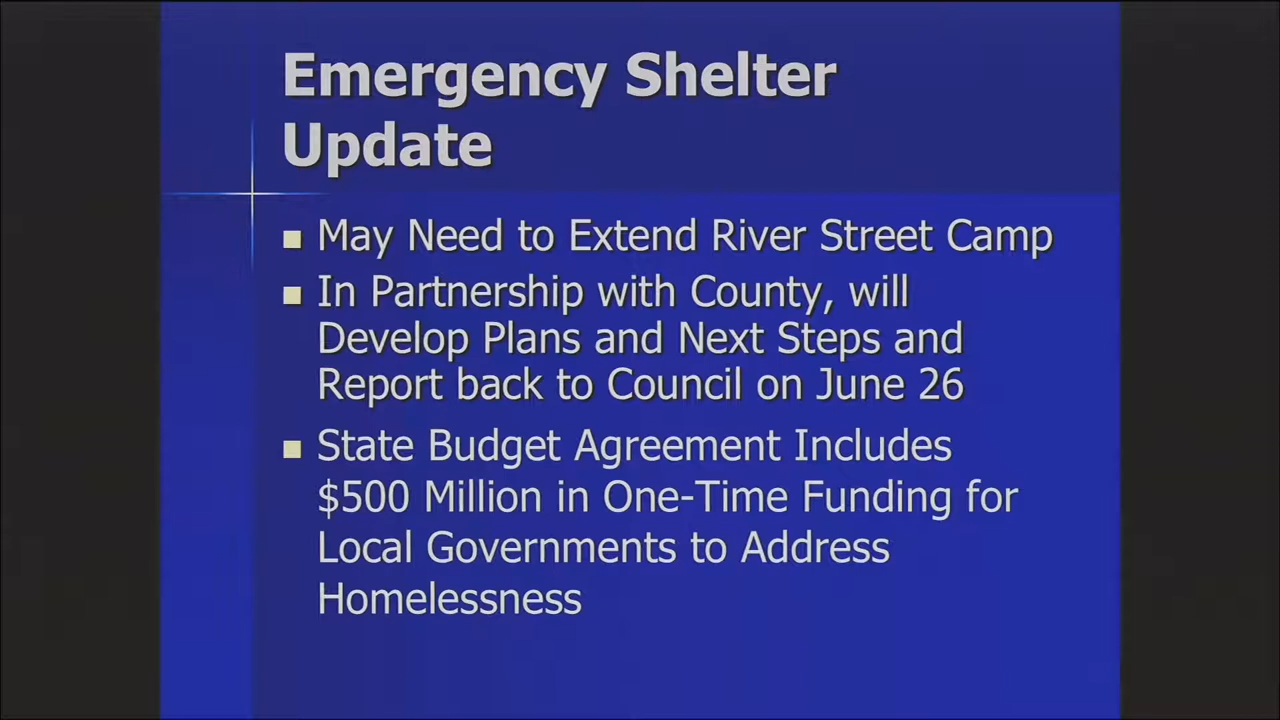 Emergency Shelter
Update
May Need to Extend River Street Camp
In Partnership with County, will
Develop Plans and Next Steps and
Report back to Council on June 26
State Budget Agreement Includes
$500 Million in One-Time Funding for
Local Governments to Address
Homelessness